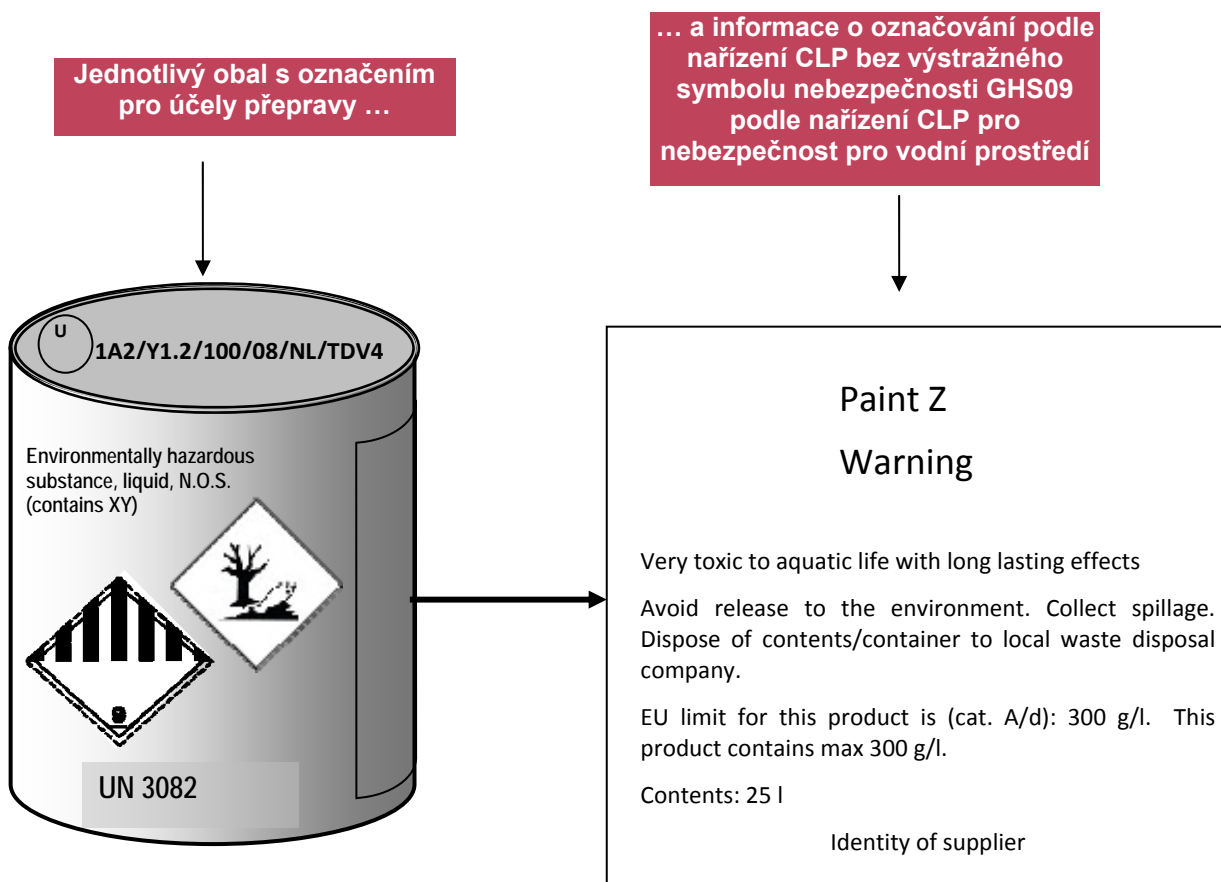 Jednotlivý obal s označením
pro účely přepravy …
… a informace o označování podle
nařízení CLP bez výstražného
symbolu nebezpečnosti GHS09
podle nařízení CLP pro
nebezpečnost pro vodní prostředí
U
1A2/Y1.2/100/08/NL/TDV4
Environmentally hazardous
substance, liquid, N.O.S.
(contains XY)
9
UN 3082
Paint Z
Warning
Very toxic to aquatic life with long lasting effects
Avoid release to the environment. Collect spillage.
Dispose of contents/container to local waste disposal
company.
EU limit for this product is (cat. A/d): 300 g/l. This
product contains max 300 g/l.
Contents: 25 l
Identity of supplier